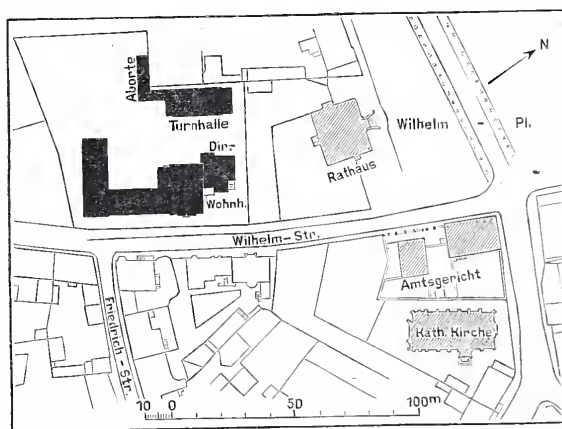 N
Aborte
Turnhalle
Wilhelm
Pl.
Dir.-
Rathaus
Wohnh.
Wilhelm-Str.
Amtsgericht
Friedrich-Str.
Kath. Kirche
10 0 50 100m